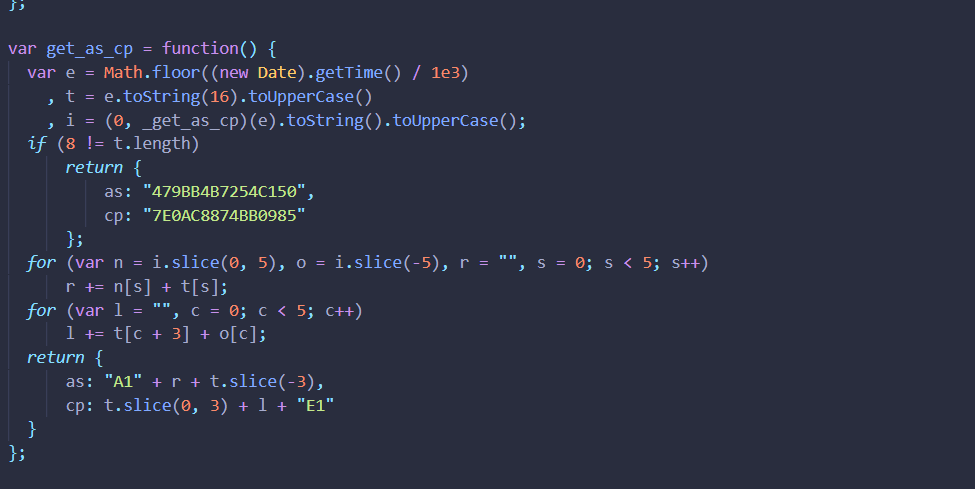 };
var get_as_cp = function() {
  var e = Math.floor((new Date).getTime() / 1e3)
    , t = e.toString(16).toUpperCase()
    , i = (0, _get_as_cp)(e).toString().toUpperCase();
  if (8 != t.length)
      return {
          as: "479BB4B7254C150",
          cp: "7E0AC8874BB0985"
      };
  for (var n = i.slice(0, 5), o = i.slice(-5), r = "", s = 0; s < 5; s++)
      r += n[s] + t[s];
  for (var l = "", c = 0; c < 5; c++)
      l += t[c + 3] + o[c];
  return {
      as: "A1" + r + t.slice(-3),
      cp: t.slice(0, 3) + l + "E1"
  }
};